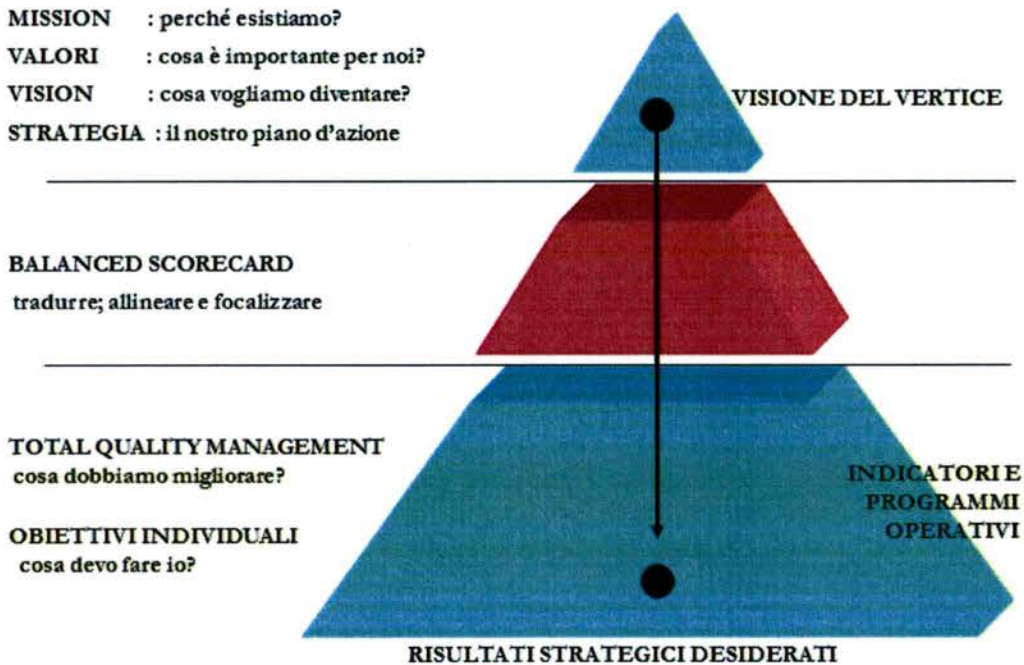 MISSION : perché esistiamo?
VALORI : cosa è importante per noi?
VISION : cosa vogliamo diventare?
STRATEGIA : il nostro piano d'azione
VISIONE DEL VERTICE
BALANCED SCORECARD
tradurre; allineare e focalizzare
TOTAL QUALITY MANAGEMENT
cosa dobbiamo migliorare?
OBIETTIVI INDIVIDUALI
cosa devo fare io?
INDICATORI E
PROGRAMMI
OPERATIVI
RISULTATI STRATEGICI DESIDERATI